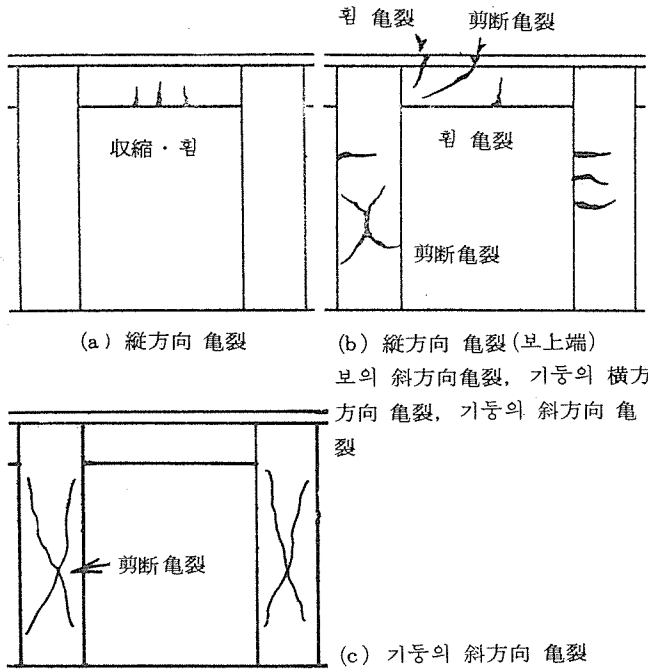 휨 亀裂
剪断亀裂
収縮・휨
휨 亀裂
剪断亀裂
(a) 縦方向 亀裂
(b) 縦方向 亀裂(보上端)
보의 斜方向亀裂, 기둥의 横方
方向 亀裂, 기둥의 斜方向 亀
裂
剪断亀裂
(c) 기둥의 斜方向 亀裂